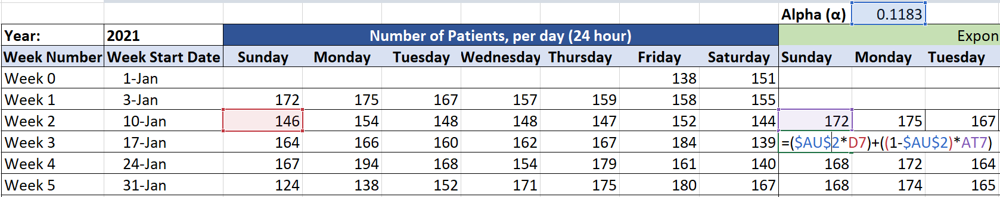 Alpha (α) 0.1183
Year: 2021 Number of Patients, per day (24 hour) Expon
Week Number Week Start Date Sunday Monday Tuesday Wednesday Thursday Friday Saturday Sunday Monday Tuesday
Week 0 1-Jan 138 151
Week 1 3-Jan 172 175 167 157 159 158 155
Week 2 10-Jan 146 154 148 148 147 152 144 172 175 167
Week 3 17-Jan 164 166 160 162 167 184 139 =($AU$2*D7)+((1-$AU$2)*AT7)
Week 4 24-Jan 167 194 168 154 179 161 140 168 172 164
Week 5 31-Jan 124 138 152 171 175 180 167 168 174 165